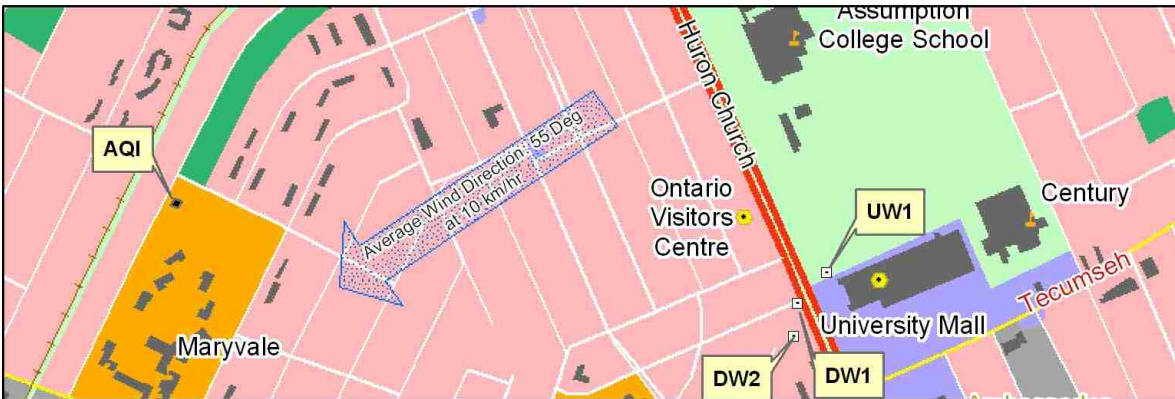 Assumption
College School
Huron Church
AQI
Average Wind Direction: 55 Deg
at 10 km/hr
Ontario
Visitors
Centre
UW1
Century
Tecumseh
University Mall
Maryvale
DW2
DW1